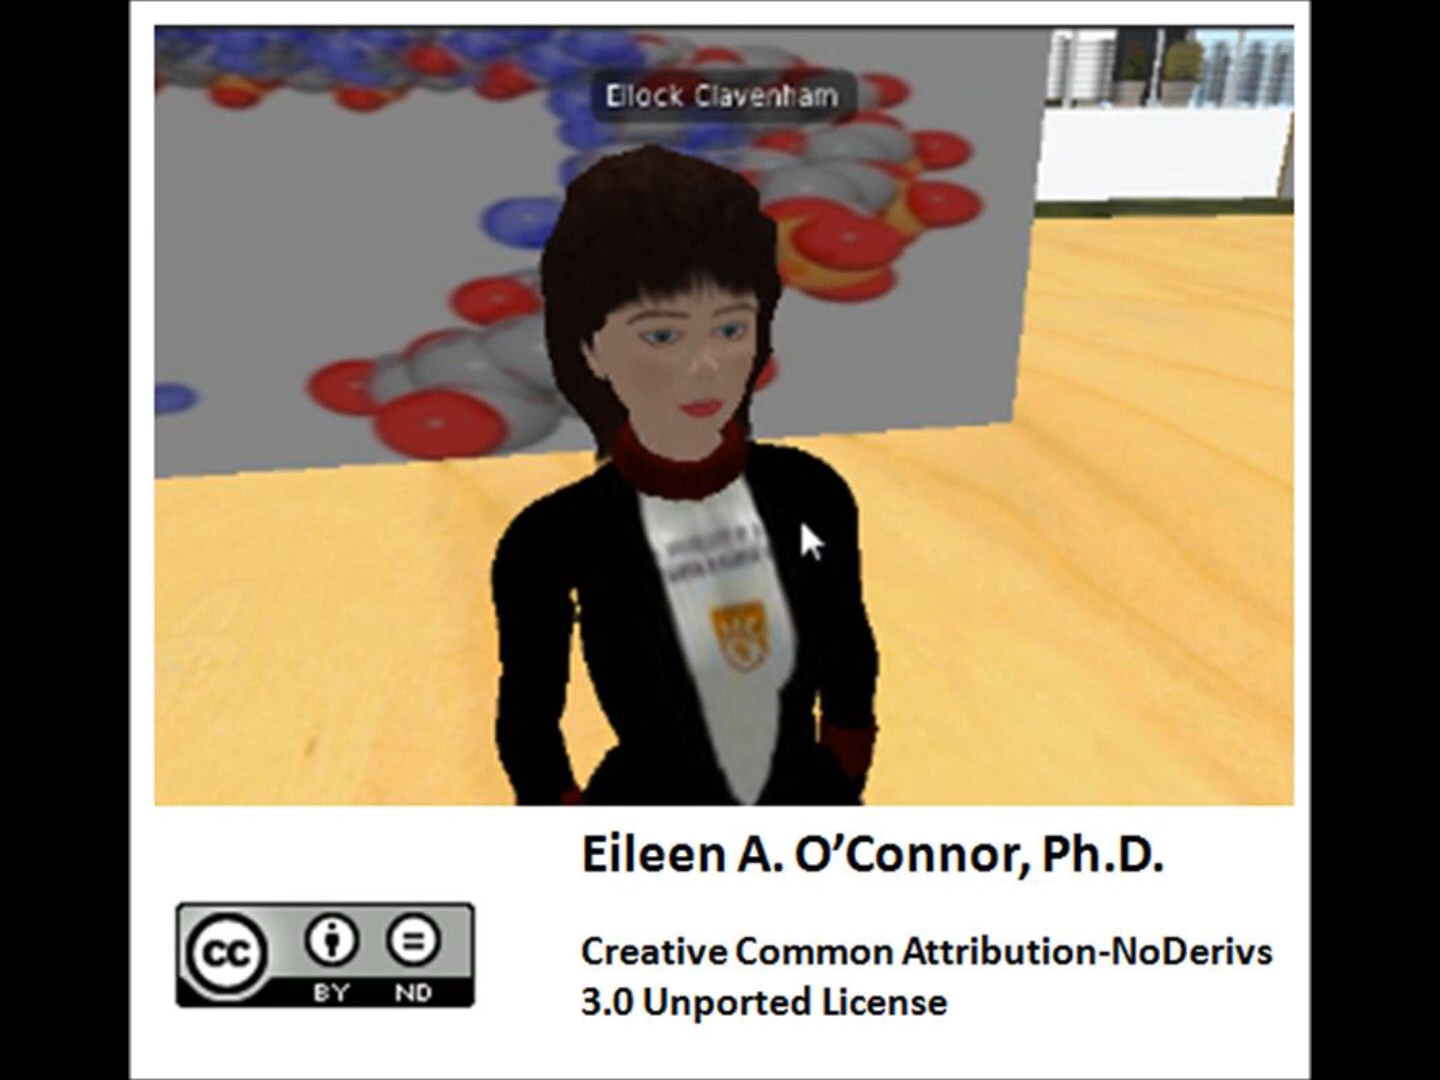 Ellock Clavenham
Eileen A. O'Connor, Ph.D.
cc
BY ND
Creative Common Attribution-NoDerivs
3.0 Unported License